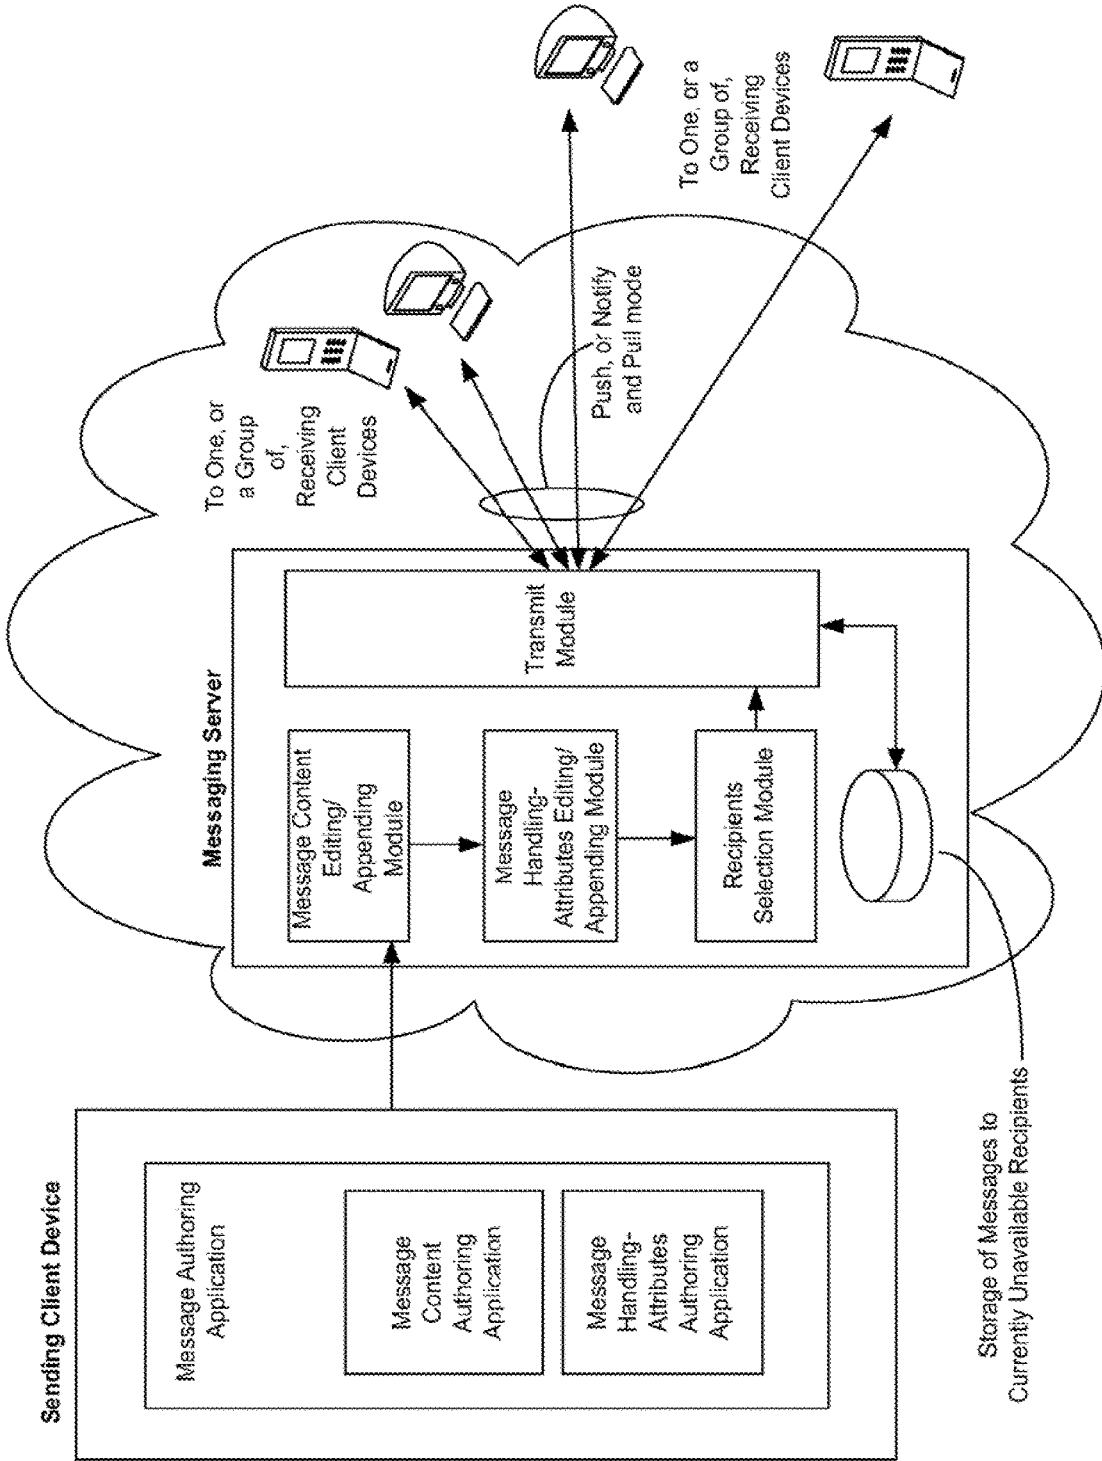 Sending Client Device
Message Authoring
Application
Message
Content
Authoring
Application
Message
Handling-
Attributes
Authoring
Application
Storage of Messages to
Currently Unavailable Recipients
Messaging Server
Message Content
Editing/
Appending
Module
Message
Handling-
Attributes Editing/
Appending Module
Recipients
Selection Module
Transmit
Module
To One, or
a Group
of,
Receiving
Client
Devices
Push, or Notify
and Pull mode
To One, or a
Group of,
Receiving
Client Devices